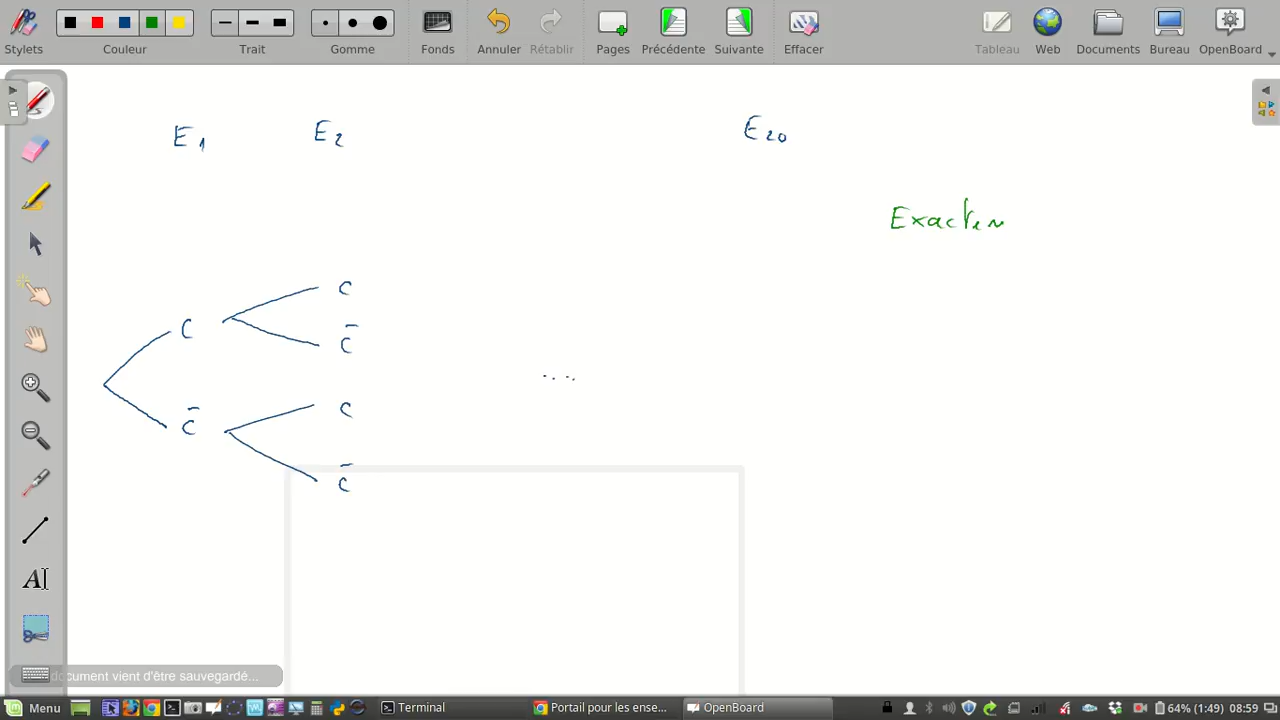 Stylets Couleur Trait Gomme Fonds Annuler Rétablir Pages Précédente Suivante Effacer Tableau Web Documents Bureau OpenBoard
E1 E2 E20
Exactem
C
C̄
C
C̄
C
C̄
....
document vient d'être sauvegardé...
Menu Terminal Portail pour les ense... OpenBoard 64% (1:49) 08:59